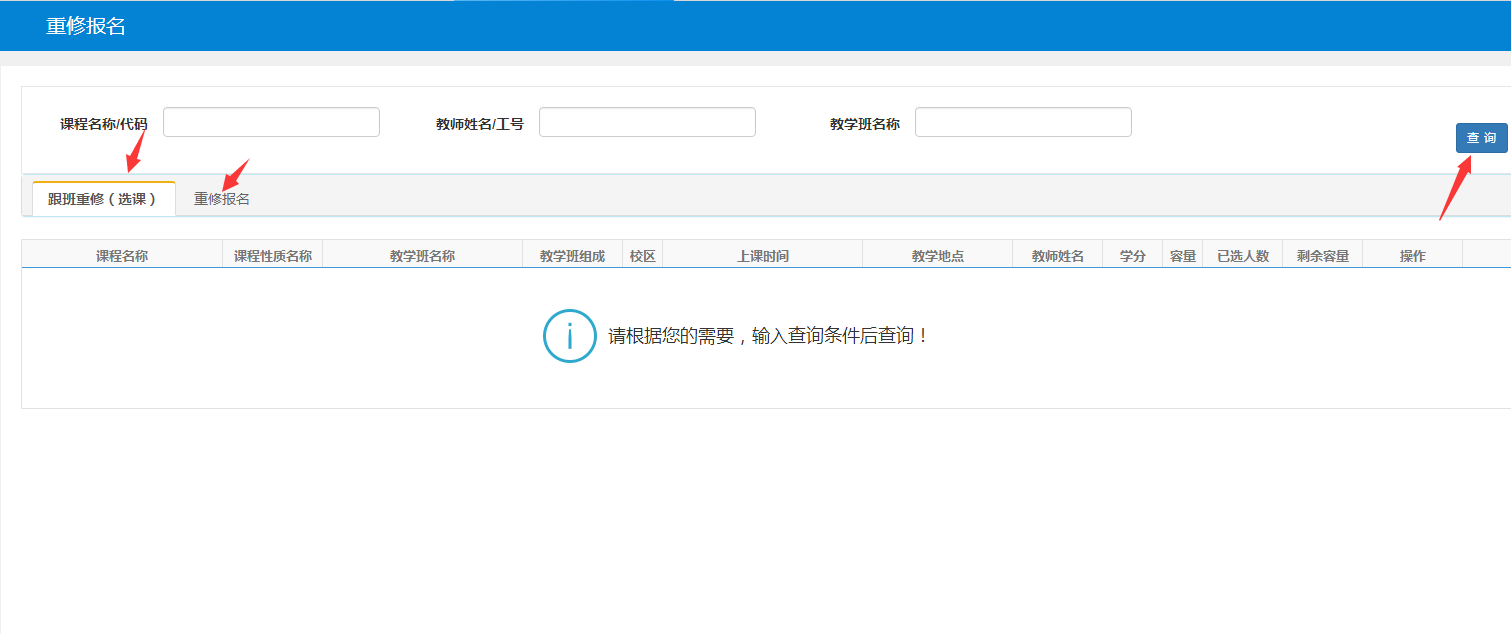 重修报名
课程名称/代码 教师姓名/工号 教学班名称
查 询
跟班重修（选课） 重修报名
课程名称 课程性质名称 教学班名称 教学班组成 校区 上课时间 教学地点 教师姓名 学分 容量 已选人数 剩余容量 操作
请根据您的需要，输入查询条件后查询！